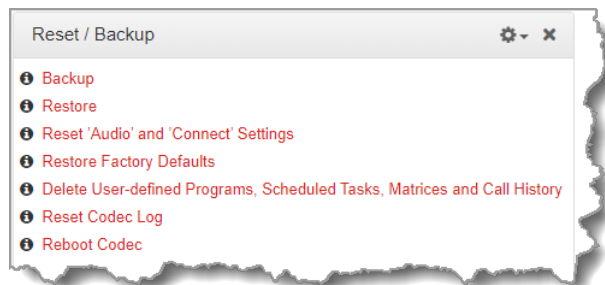 Reset / Backup
Backup
Restore
Reset 'Audio' and 'Connect' Settings
Restore Factory Defaults
Delete User-defined Programs, Scheduled Tasks, Matrices and Call History
Reset Codec Log
Reboot Codec